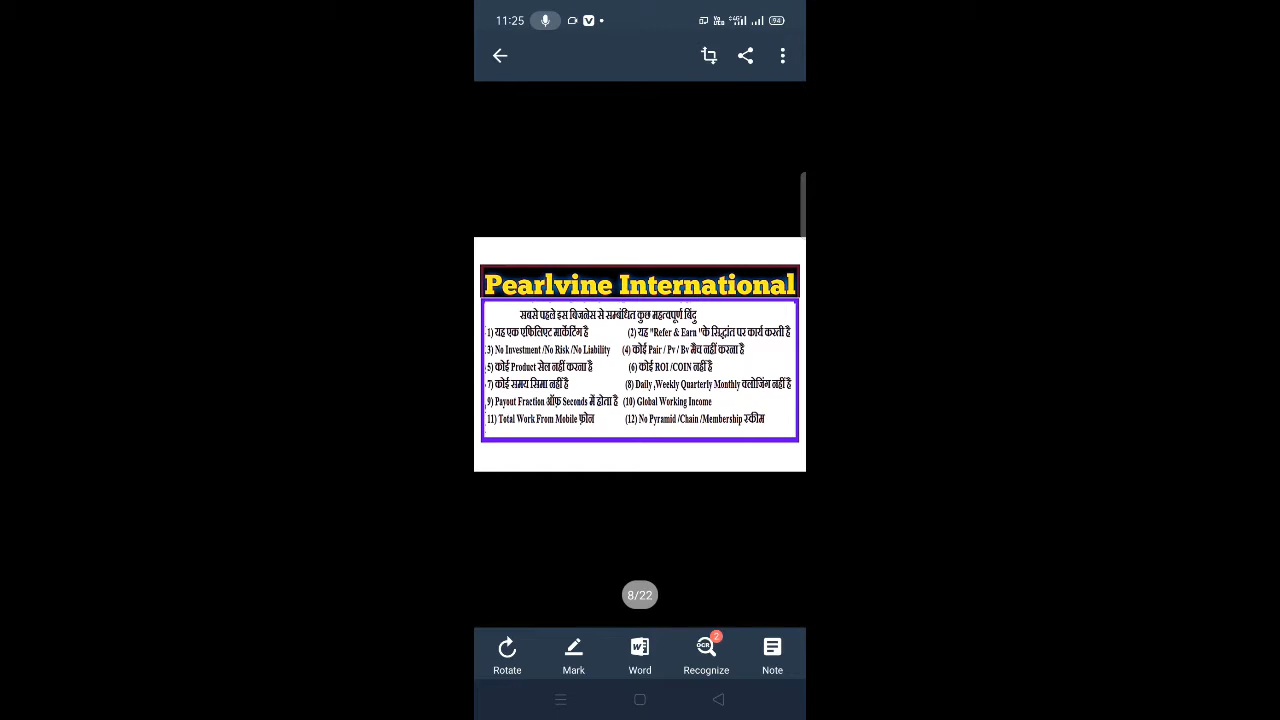 11:25
94
Pearlvine International
सबसे पहले इस बिजनेस से सम्बंधित कुछ महत्वपूर्ण बिंदु
1) यह एक एफिलिएट मार्केटिंग है (2) यह "Refer & Earn "के सिद्धांत पर कार्य करती है
3) No Investment /No Risk /No Liability (4) कोई Pair / Pv / Bv मैच नहीं करना है
5) कोई Product सेल नहीं करना है (6) कोई ROI /COIN नहीं है
7) कोई समय सिमा नहीं है (8) Daily ,Weekly Quarterly Monthly क्लोजिंग नहीं है
9) Payout Fraction ऑफ़ Seconds में होता है (10) Global Working Income
11) Total Work From Mobile फ़ोन (12) No Pyramid /Chain /Membership स्कीम
8/22
2
Rotate Mark Word Recognize Note